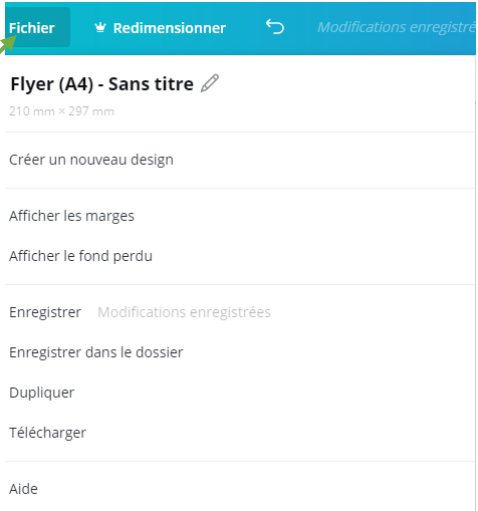 Fichier Redimensionner Modifications enregistré
Flyer (A4) - Sans titre
210 mm × 297 mm
Créer un nouveau design
Afficher les marges
Afficher le fond perdu
Enregistrer Modifications enregistrées
Enregistrer dans le dossier
Dupliquer
Télécharger
Aide